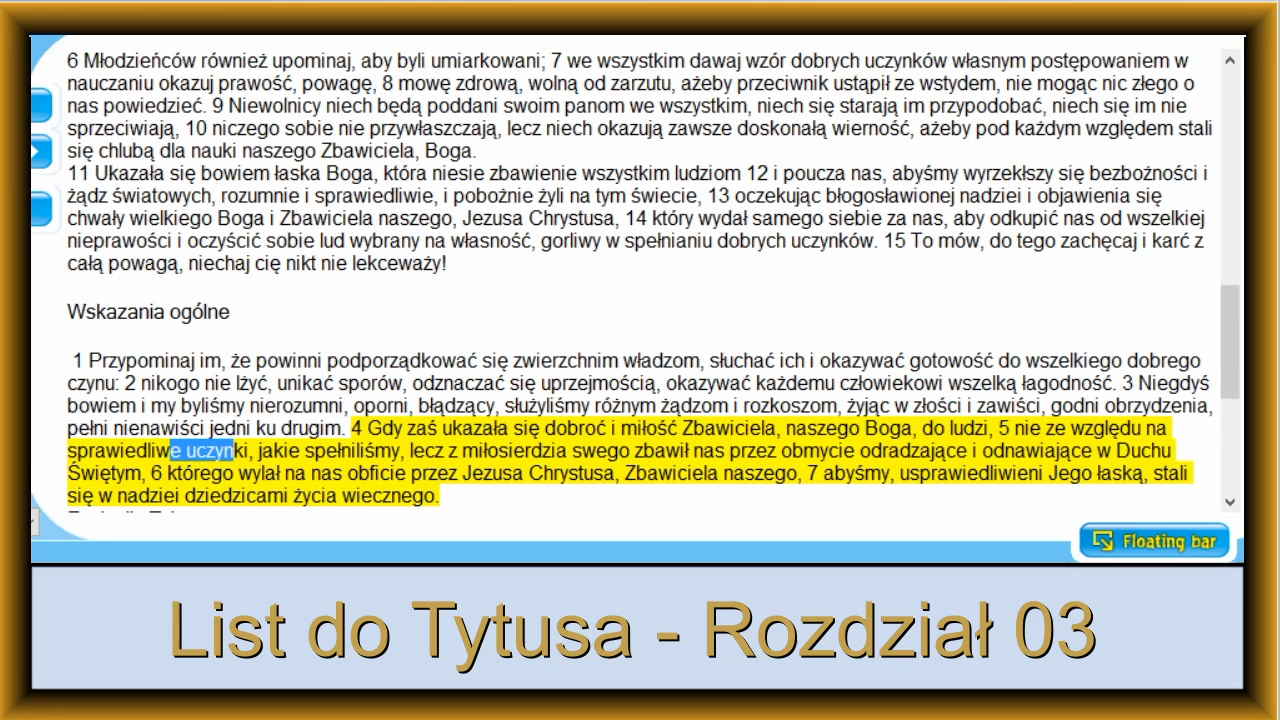 6 Młodzieńców również upominaj, aby byli umiarkowani; 7 we wszystkim dawaj wzór dobrych uczynków własnym postępowaniem w
nauczaniu okazuj prawość, powagę, 8 mowę zdrową, wolną od zarzutu, ażeby przeciwnik ustąpił ze wstydem, nie mogąc nic złego o
nas powiedzieć. 9 Niewolnicy niech będą poddani swoim panom we wszystkim, niech się starają im przypodobać, niech się im nie
sprzeciwiają, 10 niczego sobie nie przywłaszczają, lecz niech okazują zawsze doskonałą wierność, ażeby pod każdym względem stali
się chlubą dla nauki naszego Zbawiciela, Boga.
11 Ukazała się bowiem łaska Boga, która niesie zbawienie wszystkim ludziom 12 i poucza nas, abyśmy wyrzekłszy się bezbożności i
żądz światowych, rozumnie i sprawiedliwie, i pobożnie żyli na tym świecie, 13 oczekując błogosławionej nadziei i objawienia się
chwały wielkiego Boga i Zbawiciela naszego, Jezusa Chrystusa, 14 który wydał samego siebie za nas, aby odkupić nas od wszelkiej
nieprawości i oczyścić sobie lud wybrany na własność, gorliwy w spełnianiu dobrych uczynków. 15 To mów, do tego zachęcaj i karć z
całą powagą, niechaj cię nikt nie lekceważy!
Wskazania ogólne
1 Przypominaj im, że powinni podporządkować się zwierzchnim władzom, słuchać ich i okazywać gotowość do wszelkiego dobrego
czynu: 2 nikogo nie lżyć, unikać sporów, odznaczać się uprzejmością, okazywać każdemu człowiekowi wszelką łagodność. 3 Niegdyś
bowiem i my byliśmy nierozumni, oporni, błądzący, służyliśmy różnym żądzom i rozkoszom, żyjąc w złości i zawiści, godni obrzydzenia,
pełni nienawiści jedni ku drugim. 4 Gdy zaś ukazała się dobroć i miłość Zbawiciela, naszego Boga, do ludzi, 5 nie ze względu na
sprawiedliwe uczynki, jakie spełniliśmy, lecz z miłosierdzia swego zbawił nas przez obmycie odradzające i odnawiające w Duchu
Świętym, 6 którego wylał na nas obficie przez Jezusa Chrystusa, Zbawiciela naszego, 7 abyśmy, usprawiedliwieni Jego łaską, stali
się w nadziei dziedzicami życia wiecznego.
Floating bar
List do Tytusa - Rozdział 03